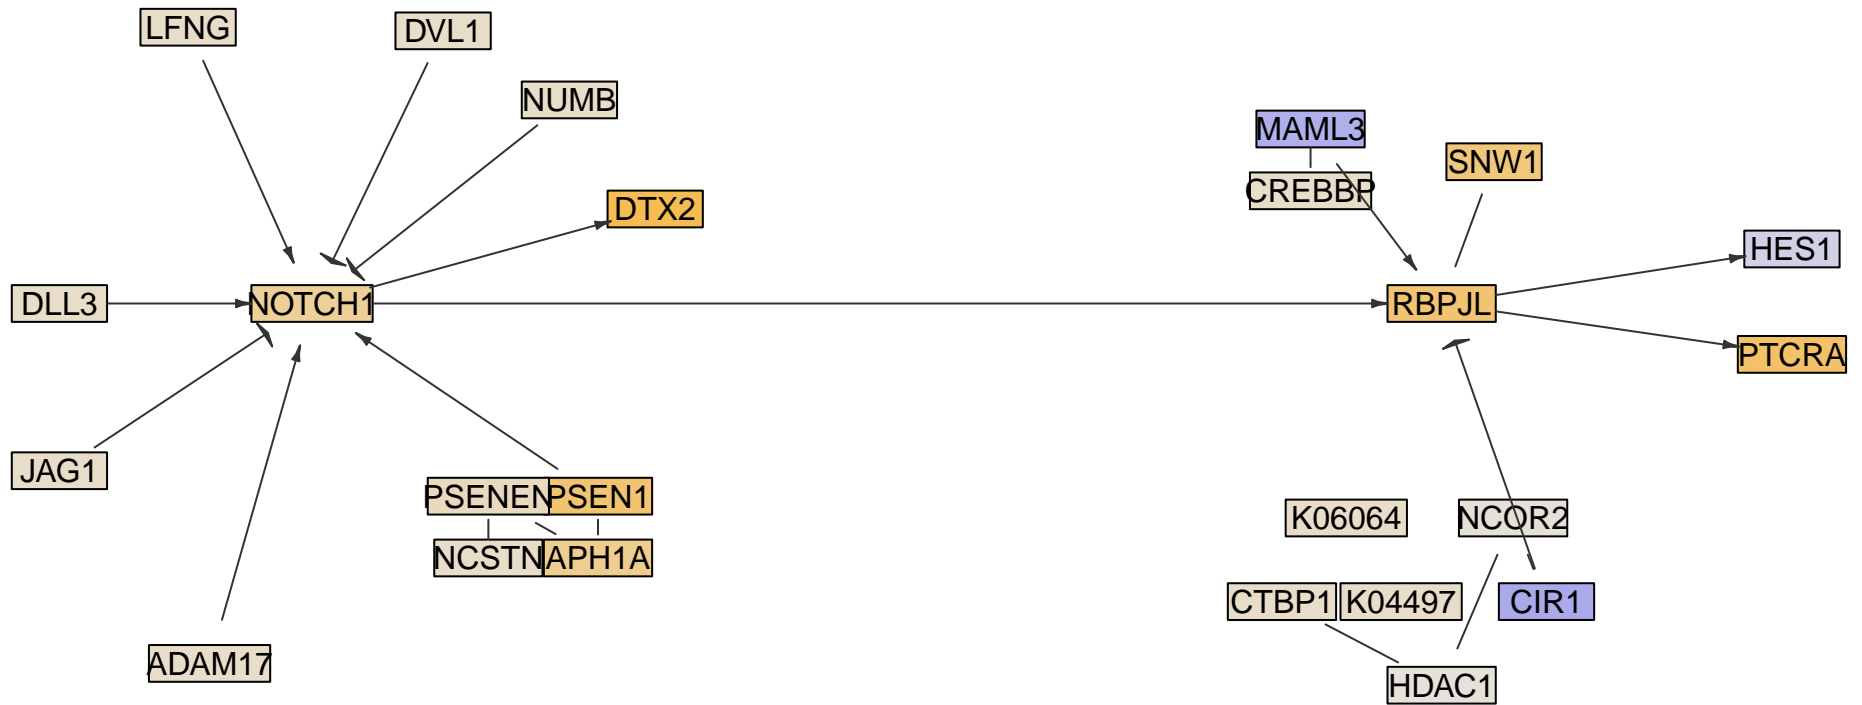 LFNG
DVL1
NUMB
MAML3
SNW1
CREBBP
DTX2
HES1
DLL3
NOTCH1
RBPJL
PTCRA
JAG1
PSENEN
PSEN1
K06064
NCOR2
NCSTN
APH1A
CTBP1
K04497
CIR1
ADAM17
HDAC1